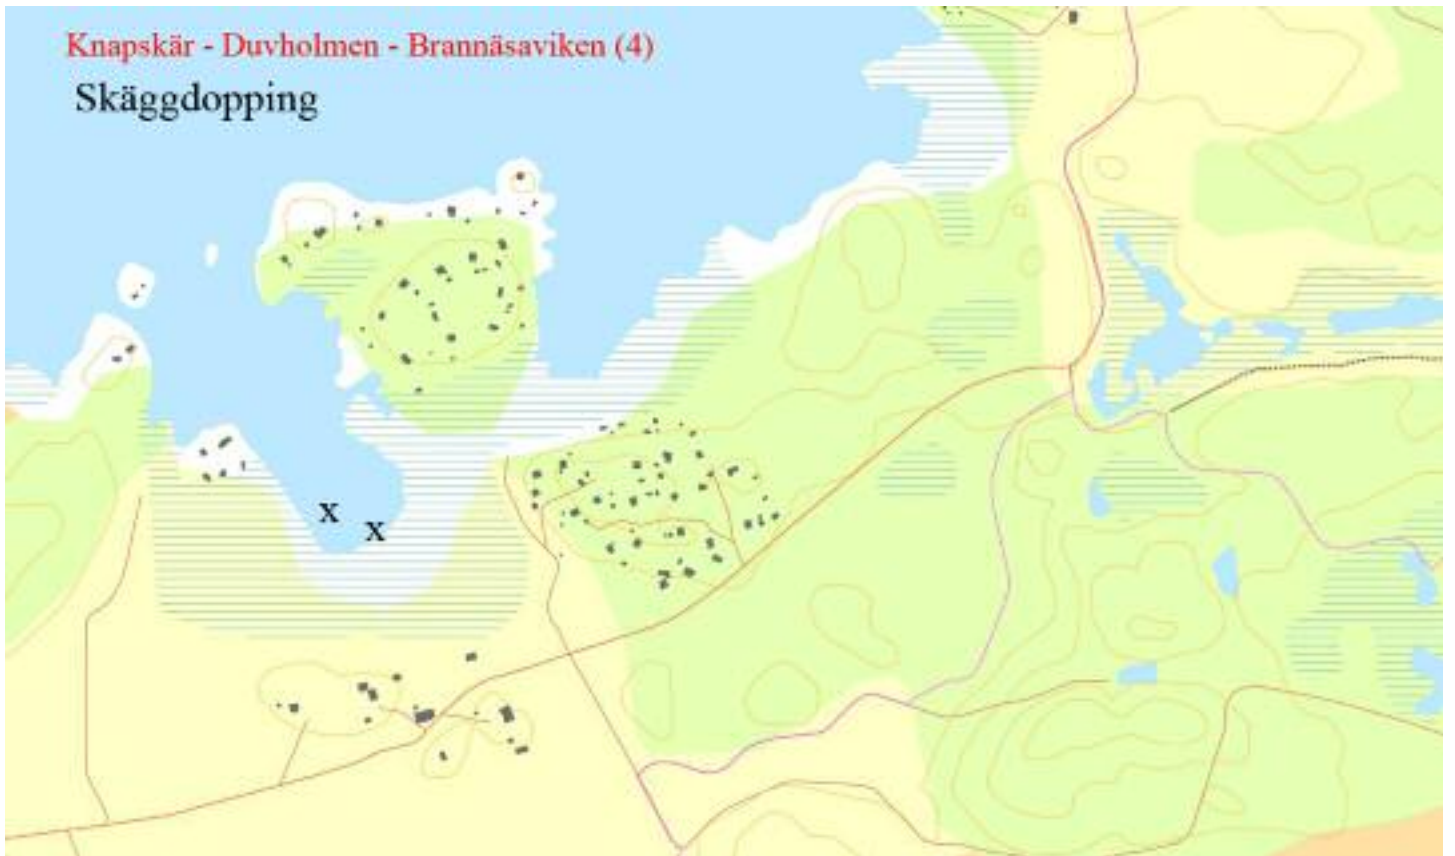 Knapskär - Duvholmen - Brannäsaviken (4)
Skäggdopping
x
x